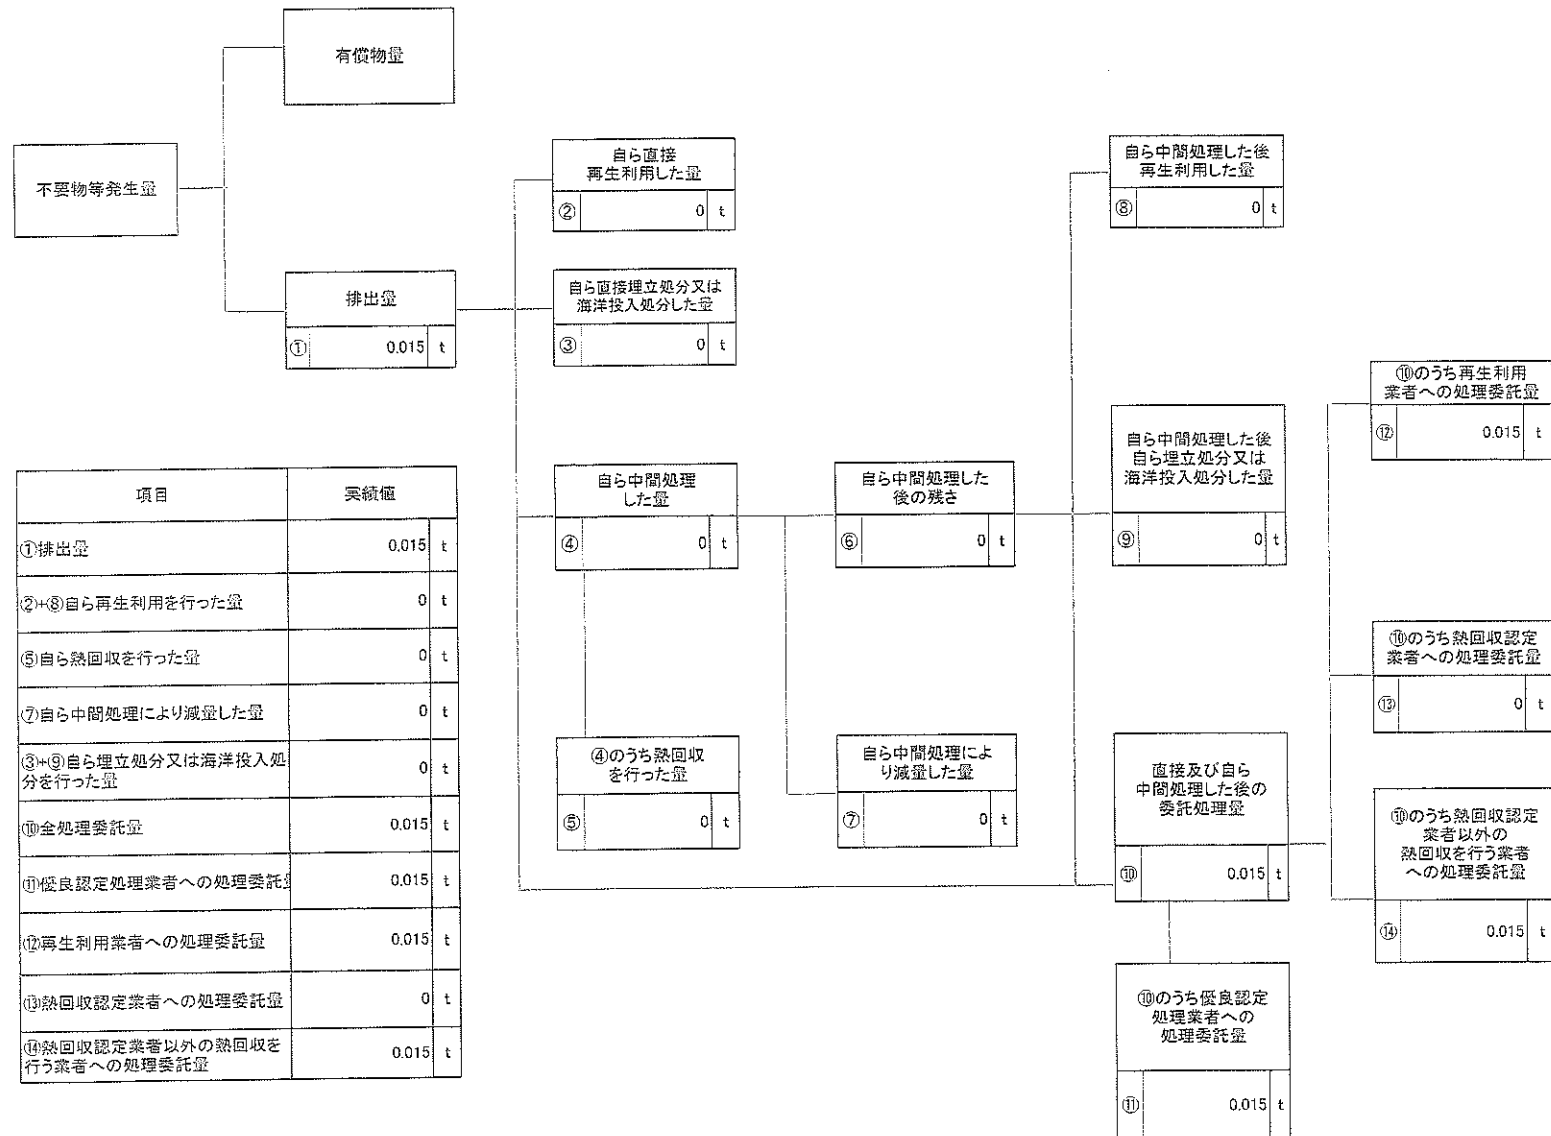 有償物量
不要物等発生量
排出量
① 0.015 t
自ら直接
再生利用した量
② 0 t
自ら直接埋立処分又は
海洋投入処分した量
③ 0 t
自ら中間処理
した量
④ 0 t
④のうち熱回収
を行った量
⑤ 0 t
自ら中間処理した
後の残さ
⑥ 0 t
自ら中間処理によ
り減量した量
⑦ 0 t
自ら中間処理した後
再生利用した量
⑧ 0 t
自ら中間処理した後
自ら埋立処分又は
海洋投入処分した量
⑨ 0 t
直接及び自ら
中間処理した後の
委託処理量
⑩ 0.015 t
⑩のうち優良認定
処理業者への
処理委託量
⑪ 0.015 t
⑩のうち再生利用
業者への処理委託量
⑫ 0.015 t
⑩のうち熱回収認定
業者への処理委託量
⑬ 0 t
⑩のうち熱回収認定
業者以外の
熱回収を行う業者
への処理委託量
⑭ 0.015 t
項目 実績値
①排出量 0.015 t
②+⑧自ら再生利用を行った量 0 t
⑤自ら熱回収を行った量 0 t
⑦自ら中間処理により減量した量 0 t
③+⑨自ら埋立処分又は海洋投入処
分を行った量 0 t
⑩全処理委託量 0.015 t
⑪優良認定処理業者への処理委託量 0.015 t
⑫再生利用業者への処理委託量 0.015 t
⑬熱回収認定業者への処理委託量 0 t
⑭熱回収認定業者以外の熱回収を
行う業者への処理委託量 0.015 t